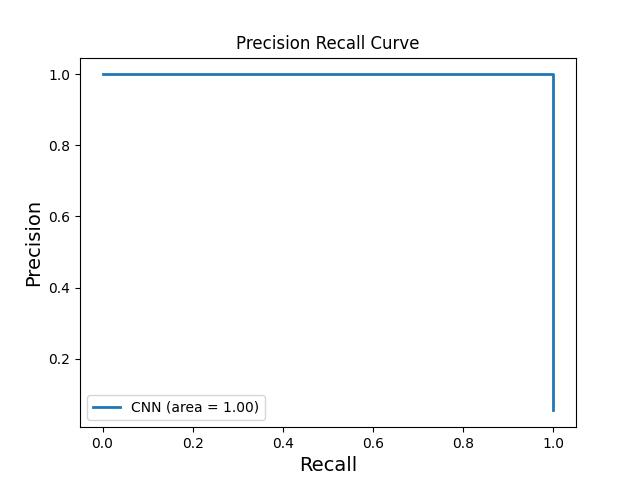 Precision Recall Curve
1.0
0.8
0.6
0.4
0.2
Precision
CNN (area = 1.00)
0.0 0.2 0.4 0.6 0.8 1.0
Recall